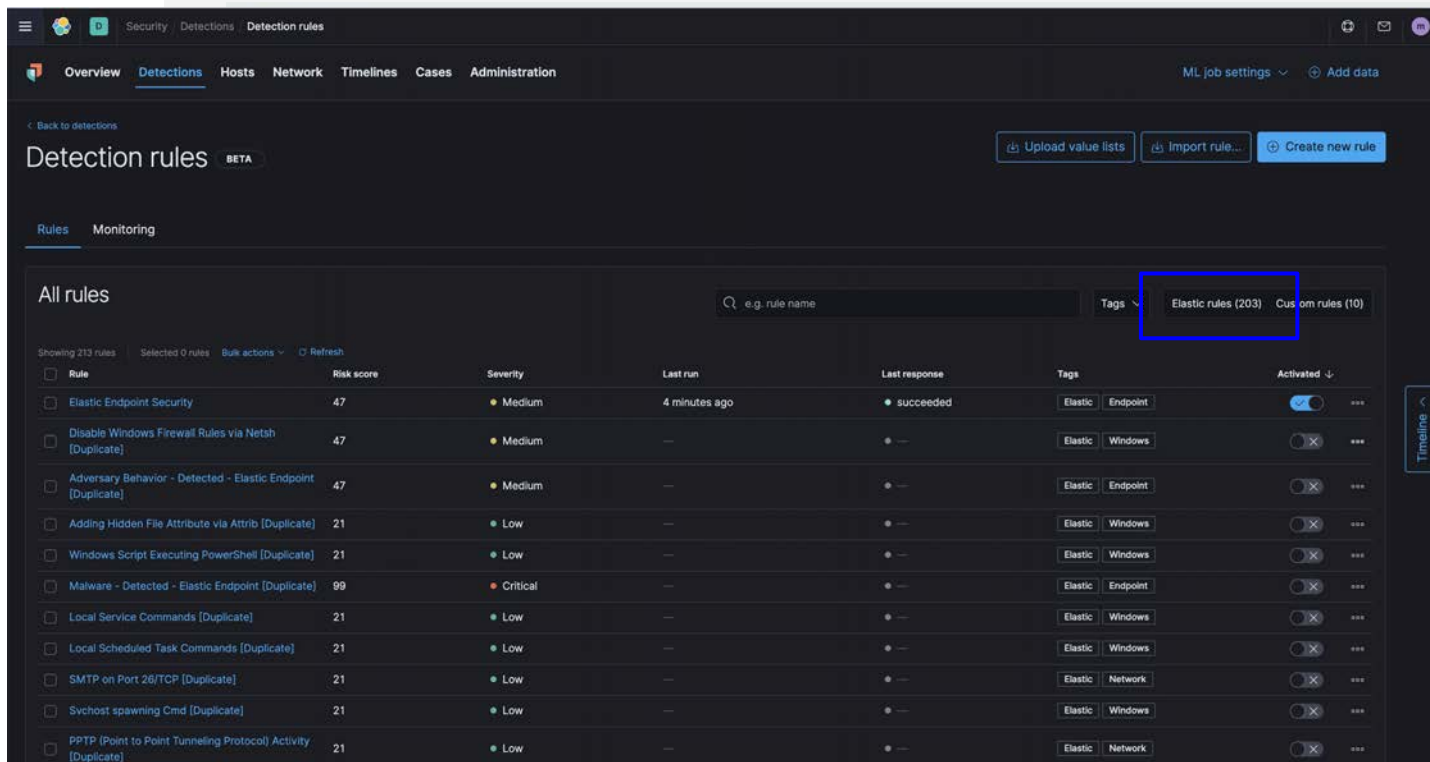 D Security Detections Detection rules m
Overview Detections Hosts Network Timelines Cases Administration ML job settings Add data
< Back to detections
Detection rules BETA Upload value lists Import rule... Create new rule
Rules Monitoring
All rules e.g. rule name Tags Elastic rules (203) Custom rules (10)
Showing 213 rules Selected 0 rules Bulk actions Refresh
Rule Risk score Severity Last run Last response Tags Activated ↓
Elastic Endpoint Security 47 Medium 4 minutes ago succeeded Elastic Endpoint
Disable Windows Firewall Rules via Netsh
[Duplicate] 47 Medium — — Elastic Windows
Adversary Behavior - Detected - Elastic Endpoint
[Duplicate] 47 Medium — — Elastic Endpoint
Adding Hidden File Attribute via Attrib [Duplicate] 21 Low — — Elastic Windows
Windows Script Executing PowerShell [Duplicate] 21 Low — — Elastic Windows
Malware - Detected - Elastic Endpoint [Duplicate] 99 Critical — — Elastic Endpoint
Local Service Commands [Duplicate] 21 Low — — Elastic Windows
Local Scheduled Task Commands [Duplicate] 21 Low — — Elastic Windows
SMTP on Port 26/TCP [Duplicate] 21 Low — — Elastic Network
Svchost spawning Cmd [Duplicate] 21 Low — — Elastic Windows
PPTP (Point to Point Tunneling Protocol) Activity
[Duplicate] 21 Low — — Elastic Network
Timeline